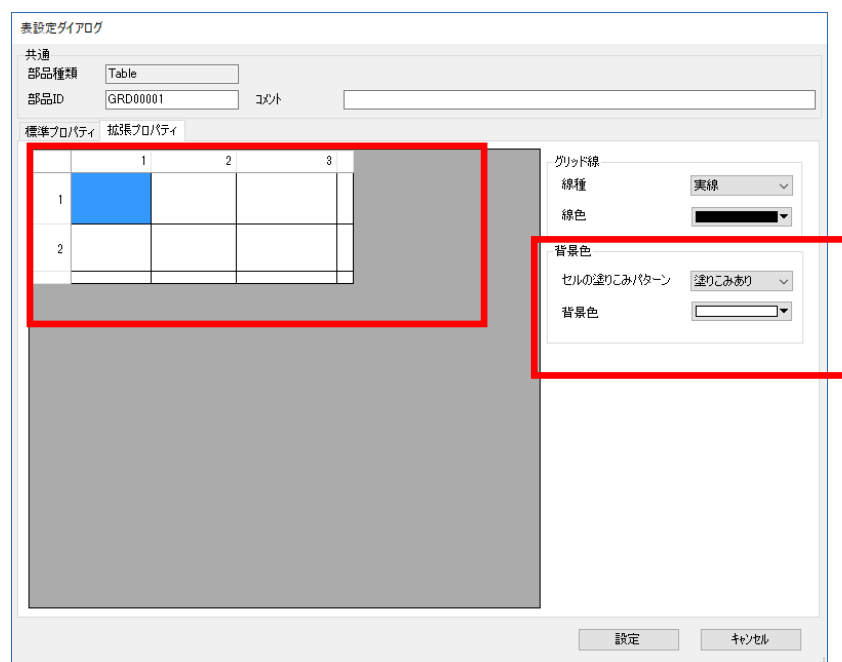 表設定ダイアログ
共通
部品種類 Table
部品ID GRD00001 コメント
標準プロパティ 拡張プロパティ
1 2 3
1
2
グリッド線
線種 実線
線色
背景色
セルの塗りこみパターン 塗りこみあり
背景色
設定 キャンセル